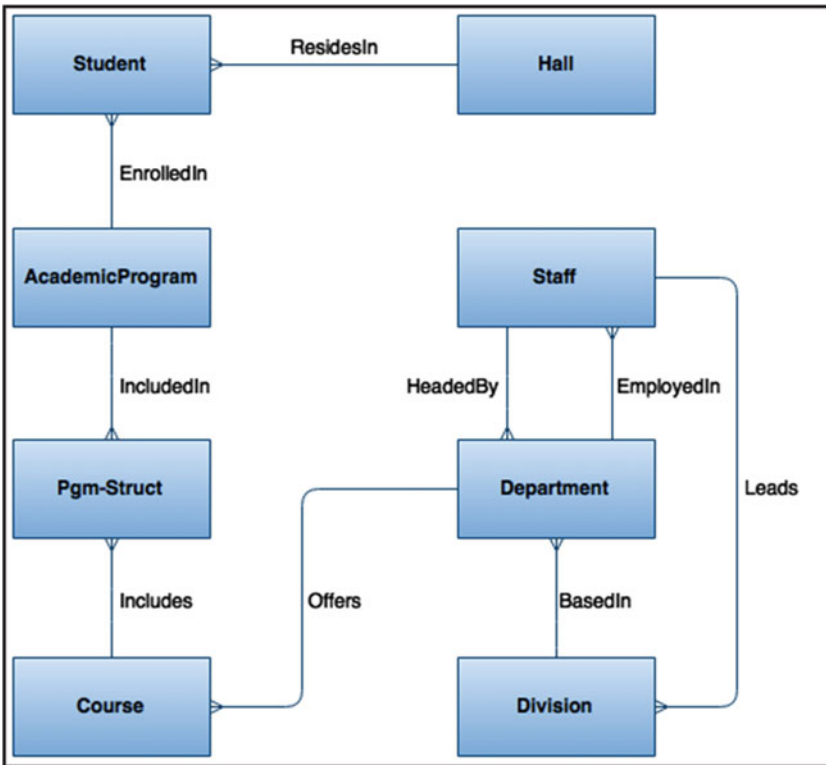 Student
ResidesIn
Hall
EnrolledIn
AcademicProgram
Staff
IncludedIn
HeadedBy
EmployedIn
Pgm-Struct
Department
Leads
Includes
Offers
BasedIn
Course
Division